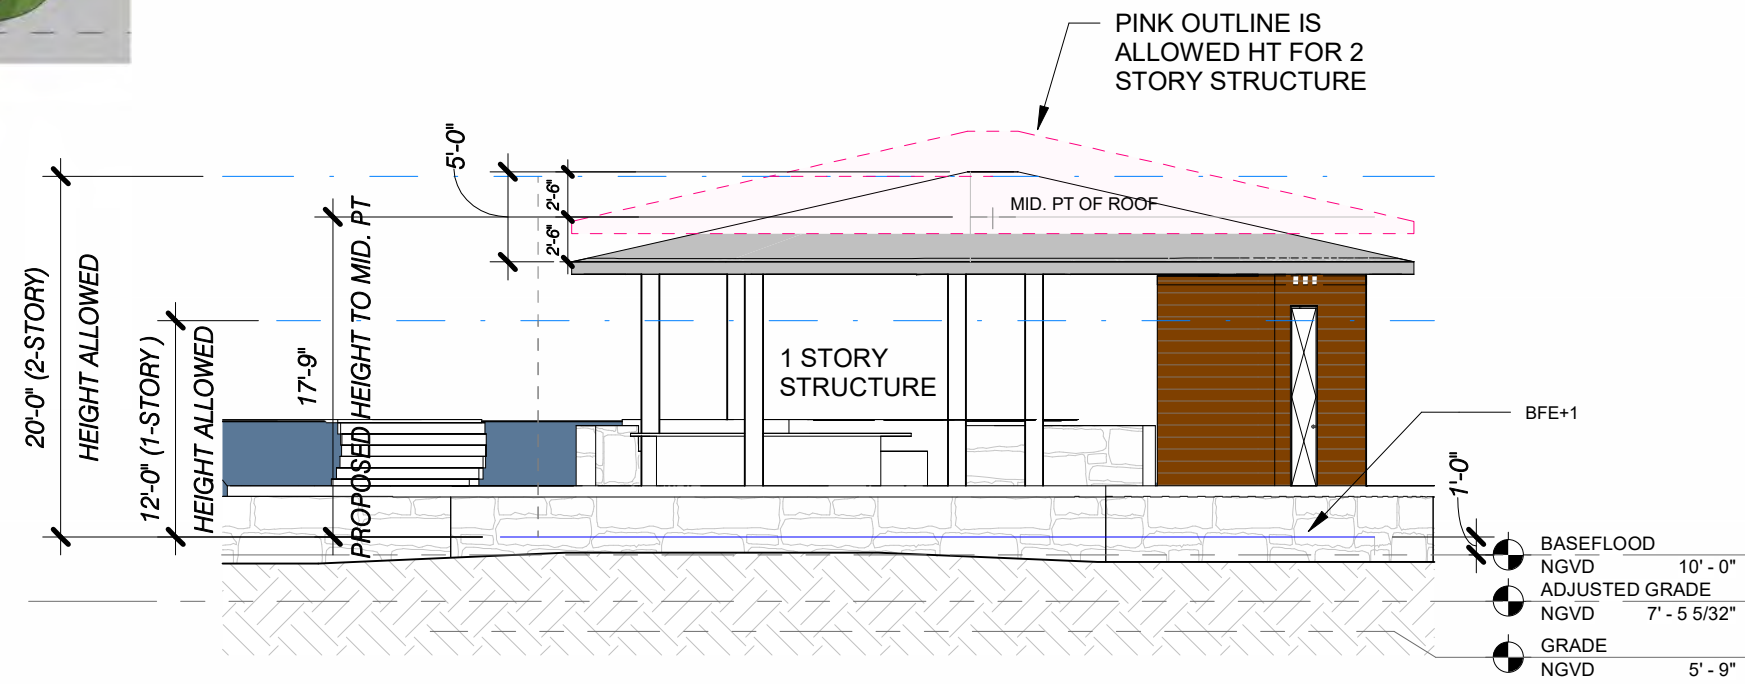 PINK OUTLINE IS
ALLOWED HT FOR 2
STORY STRUCTURE
5'-0"
2'-6"
2'-6"
MID. PT OF ROOF
20'-0" (2-STORY)
HEIGHT ALLOWED
12'-0" (1-STORY )
HEIGHT ALLOWED
17'-9"
PROPOSED HEIGHT TO MID. PT
1 STORY
STRUCTURE
BFE+1
1'-0"
BASEFLOOD
NGVD 10' - 0"
ADJUSTED GRADE
NGVD 7' - 5 5/32"
GRADE
NGVD 5' - 9"